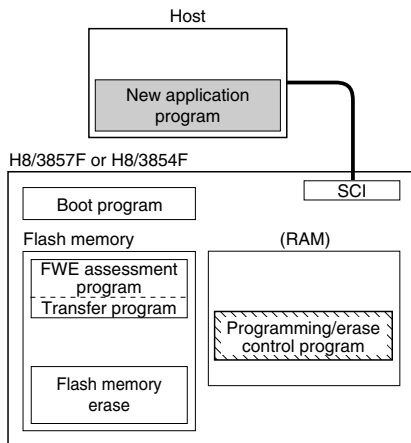 Host
New application
program
H8/3857F or H8/3854F
SCI
Boot program
Flash memory
(RAM)
FWE assessment
program
Transfer program
Programming/erase
control program
Flash memory
erase